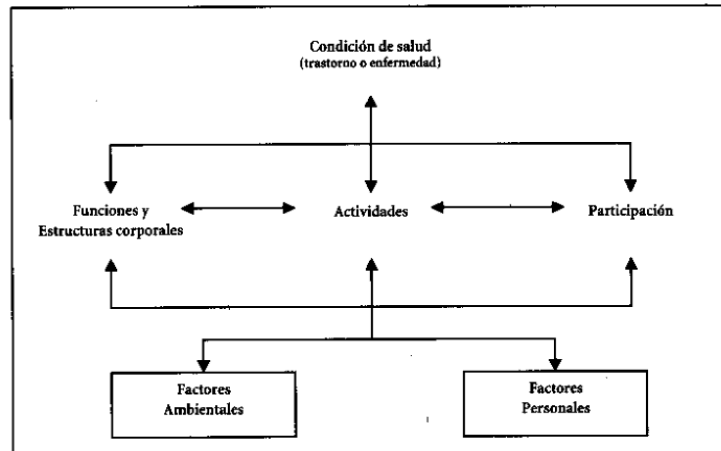 Condición de salud
(trastorno o enfermedad)
Funciones y
Estructuras corporales
Actividades
Participación
Factores
Ambientales
Factores
Personales